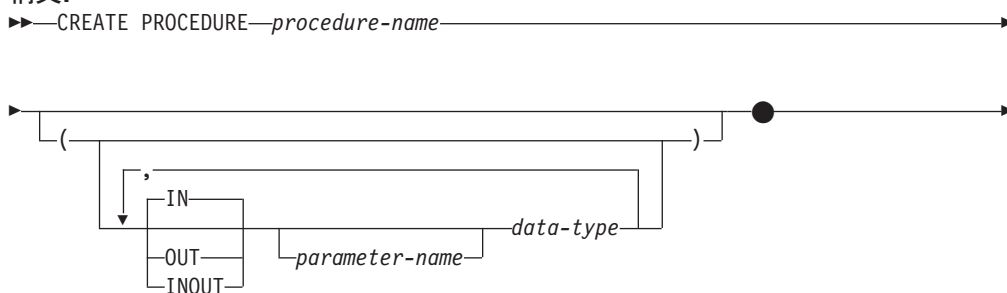 CREATE PROCEDURE procedure-name
( )
,
IN
OUT
INOUT
parameter-name
data-type